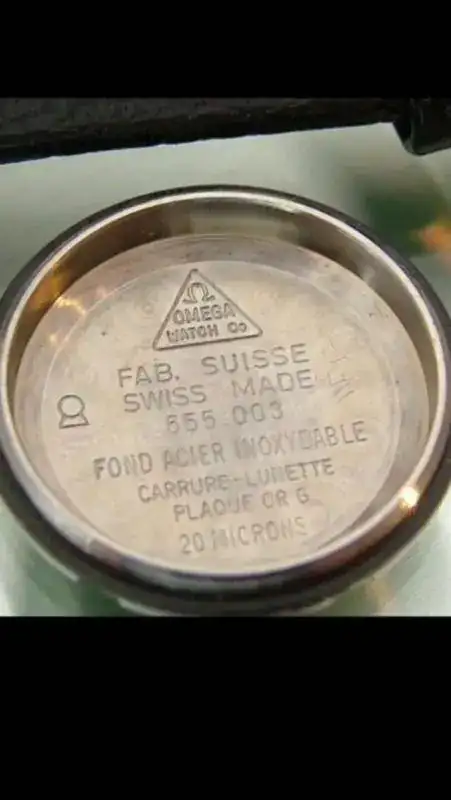 Ω
OMEGA
WATCH Co
FAB. SUISSE
SWISS MADE
555.003
FOND ACIER INOXYDABLE
CARRURE-LUNETTE
PLAQUE OR G
20 MICRONS